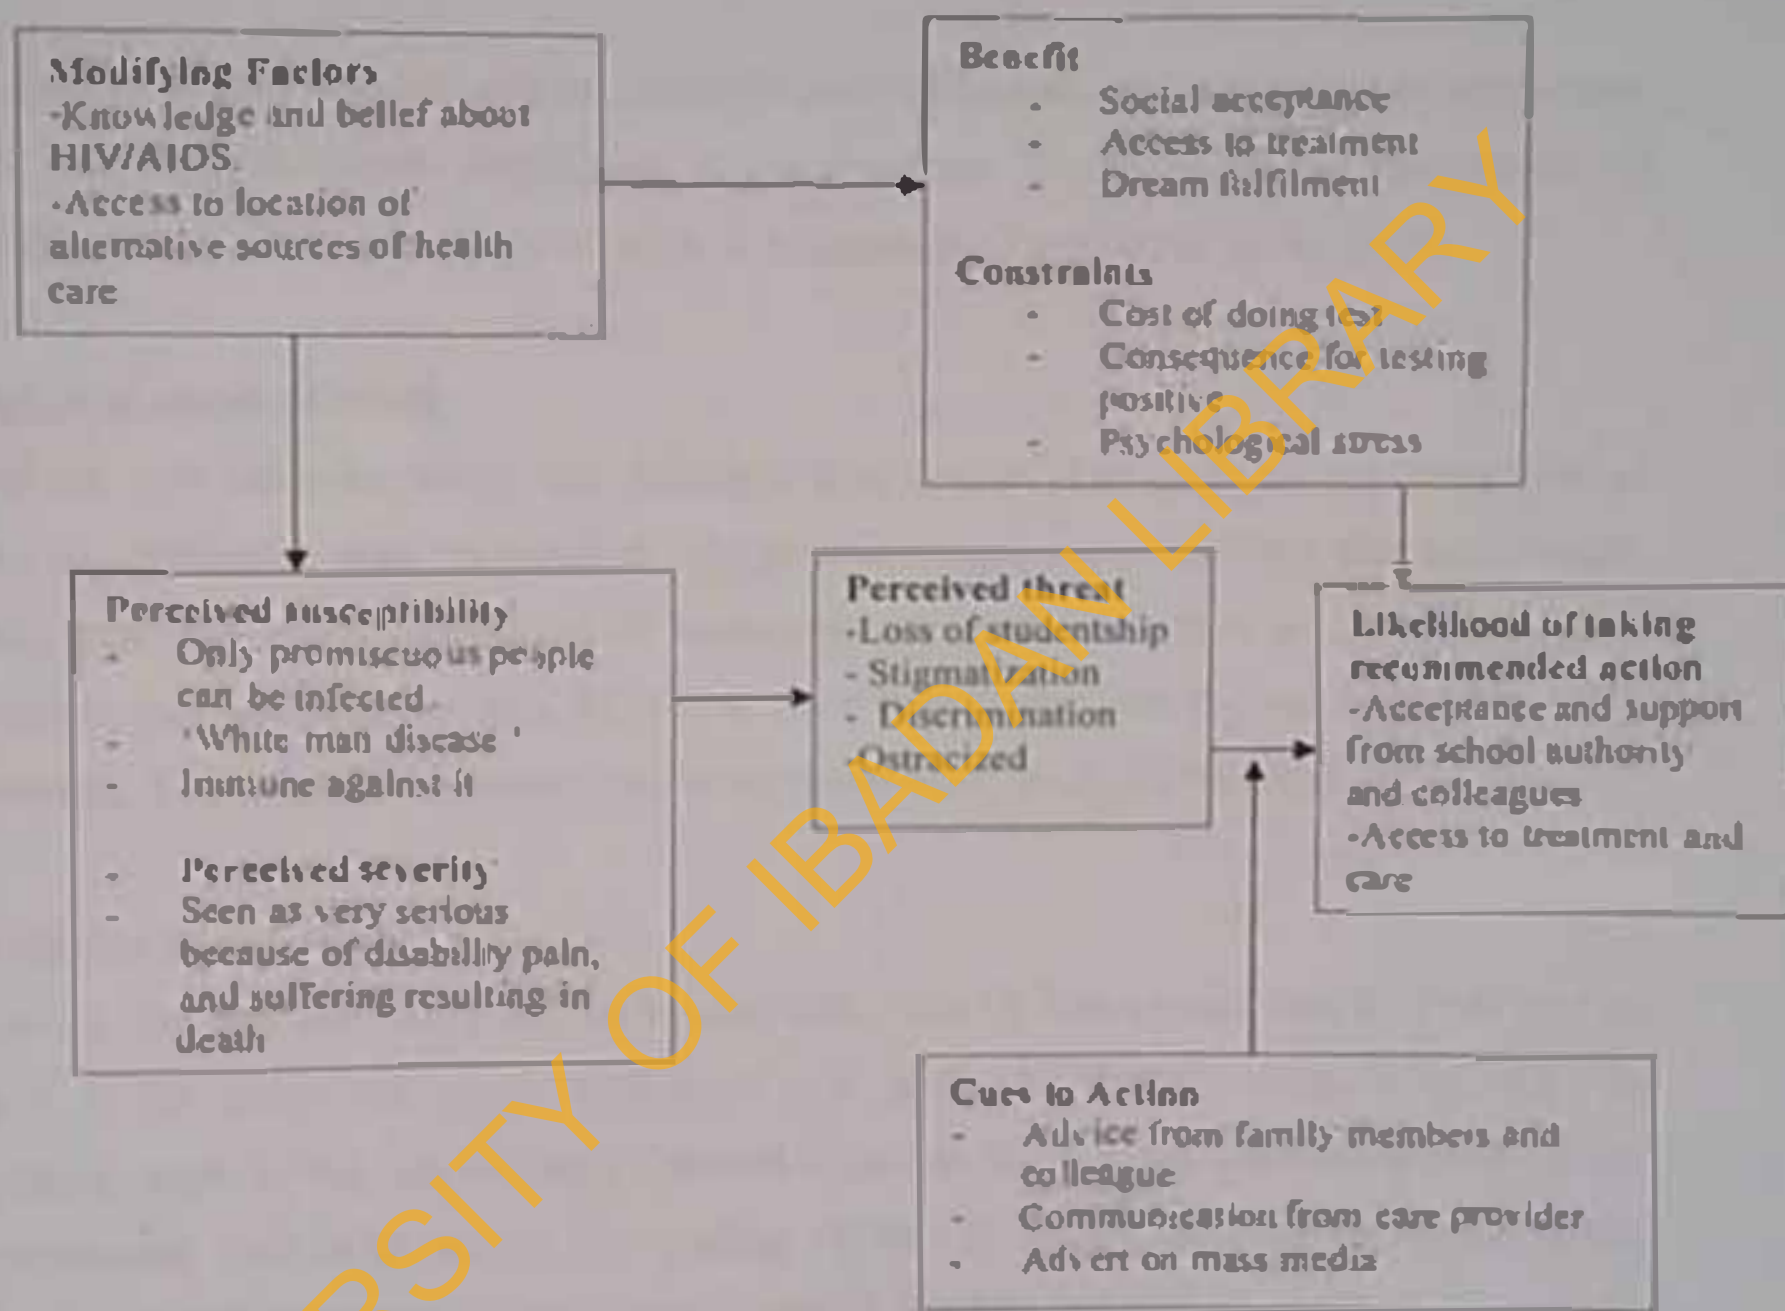 Modifying Factors
-Knowledge and belief about
HIV/AIDS.
-Access to location of
alternative sources of health
care
Benefit
- Social acceptance
- Access to treatment
- Dream fulfilment
Constraints
- Cost of doing test
- Consequence for testing
positive
- Psychological stress
Perceived susceptibility
- Only promiscuous people
can be infected
- 'White man disease '
- Immune against it
- Perceived severity
- Seen as very serious
because of disability pain,
and suffering resulting in
death
Perceived threat
-Loss of studentship
- Stigmatization
- Discrimination
-Ostracized
Likelihood of taking
recommended action
-Acceptance and support
from school authority
and colleagues
-Access to treatment and
care
Cues to Action
- Advice from family members and
colleague
- Communication from care provider
- Advert on mass media
RSITY OF IBADAN LIBRARY